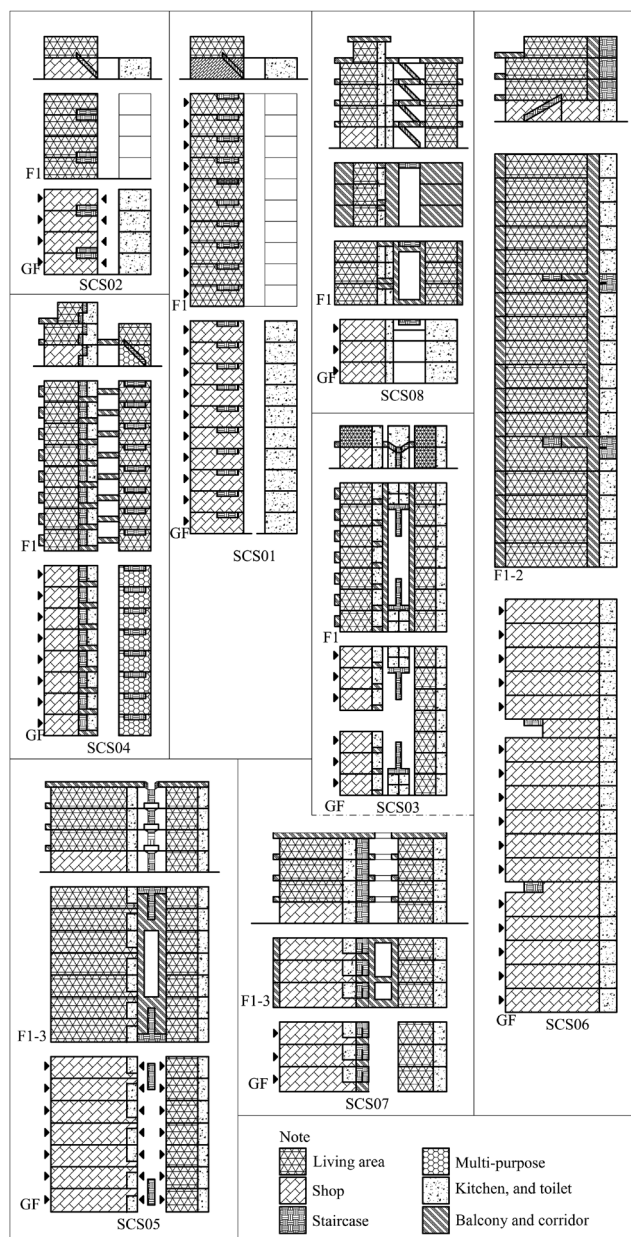 F1
GF
SCS02
F1
GF
SCS01
F1
GF
SCS08
F1-2
GF
SCS06
F1
GF
SCS04
F1
GF
SCS03
F1-3
GF
SCS05
F1-3
GF
SCS07
Note
Living area
Multi-purpose
Shop
Kitchen, and toilet
Staircase
Balcony and corridor